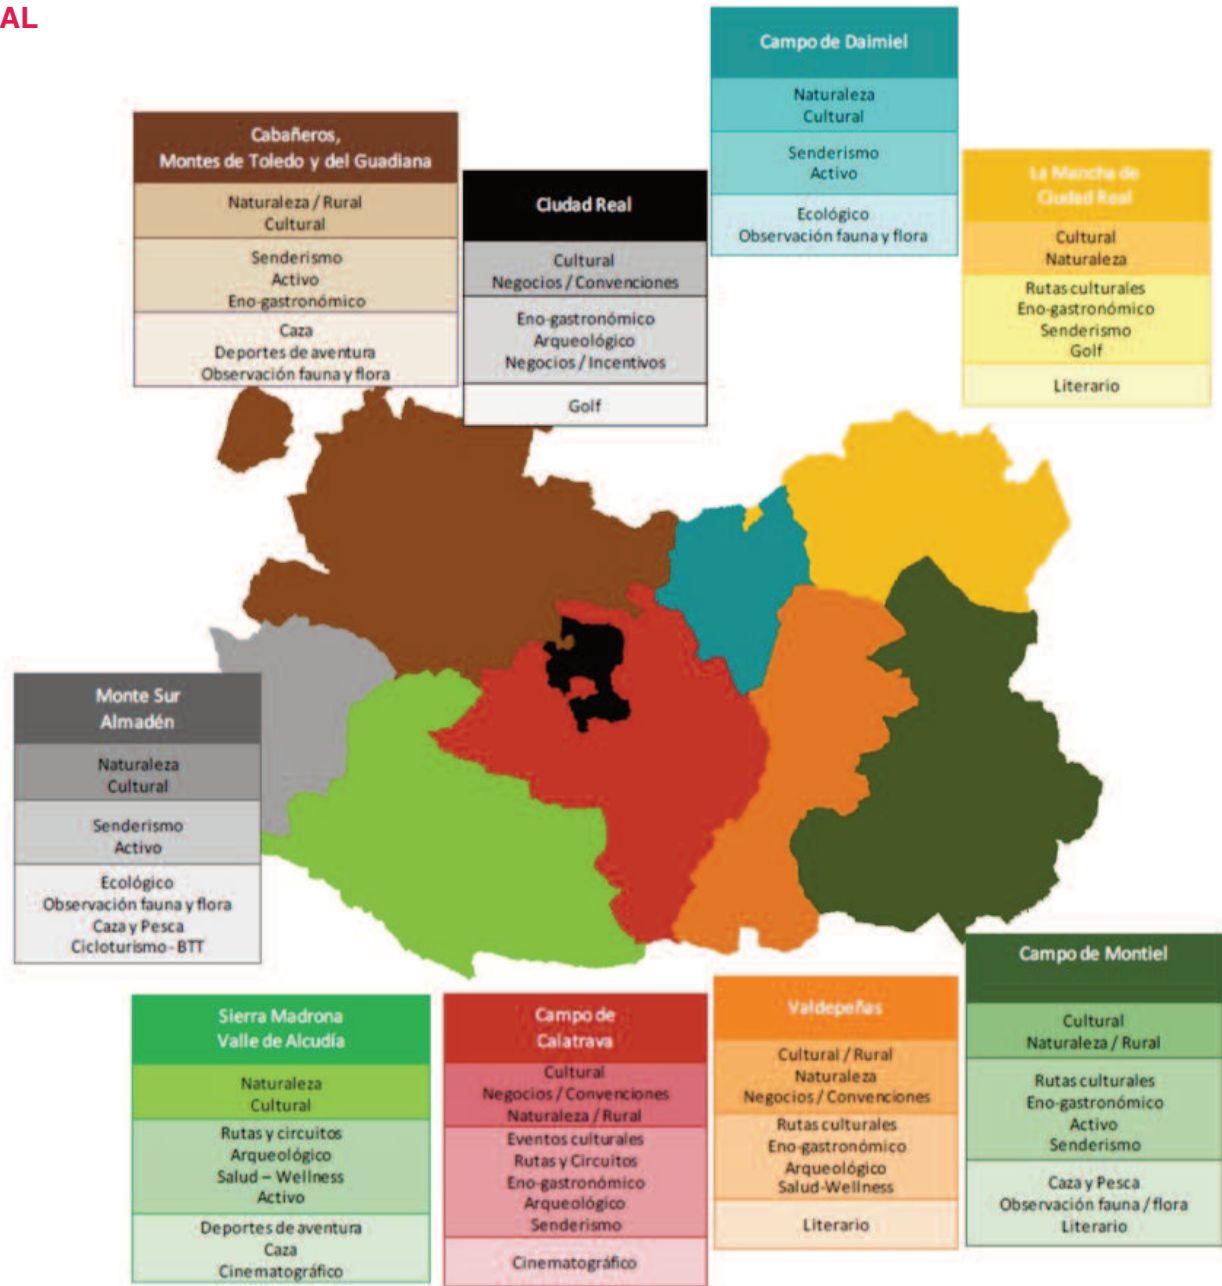 AL
Campo de Daimiel
Naturaleza
Cultural
Senderismo
Activo
Ecológico
Observación fauna y flora
Cabañeros,
Montes de Toledo y del Guadiana
Naturaleza / Rural
Cultural
Senderismo
Activo
Eno-gastronómico
Caza
Deportes de aventura
Observación fauna y flora
Ciudad Real
Cultural
Negocios / Convenciones
Eno-gastronómico
Arqueológico
Negocios / Incentivos
Golf
La Mancha de
Ciudad Real
Cultural
Naturaleza
Rutas culturales
Eno-gastronómico
Senderismo
Golf
Literario
Monte Sur
Almadén
Naturaleza
Cultural
Senderismo
Activo
Ecológico
Observación fauna y flora
Caza y Pesca
Cicloturismo - BTT
Sierra Madrona
Valle de Alcudía
Naturaleza
Cultural
Rutas y circuitos
Arqueológico
Salud – Wellness
Activo
Deportes de aventura
Caza
Cinematográfico
Campo de
Calatrava
Cultural
Negocios / Convenciones
Naturaleza / Rural
Eventos culturales
Rutas y Circuitos
Eno-gastronómico
Arqueológico
Senderismo
Cinematográfico
Valdepeñas
Cultural / Rural
Naturaleza
Negocios / Convenciones
Rutas culturales
Eno-gastronómico
Arqueológico
Salud-Wellness
Literario
Campo de Montiel
Cultural
Naturaleza / Rural
Rutas culturales
Eno-gastronómico
Activo
Senderismo
Caza y Pesca
Observación fauna / flora
Literario